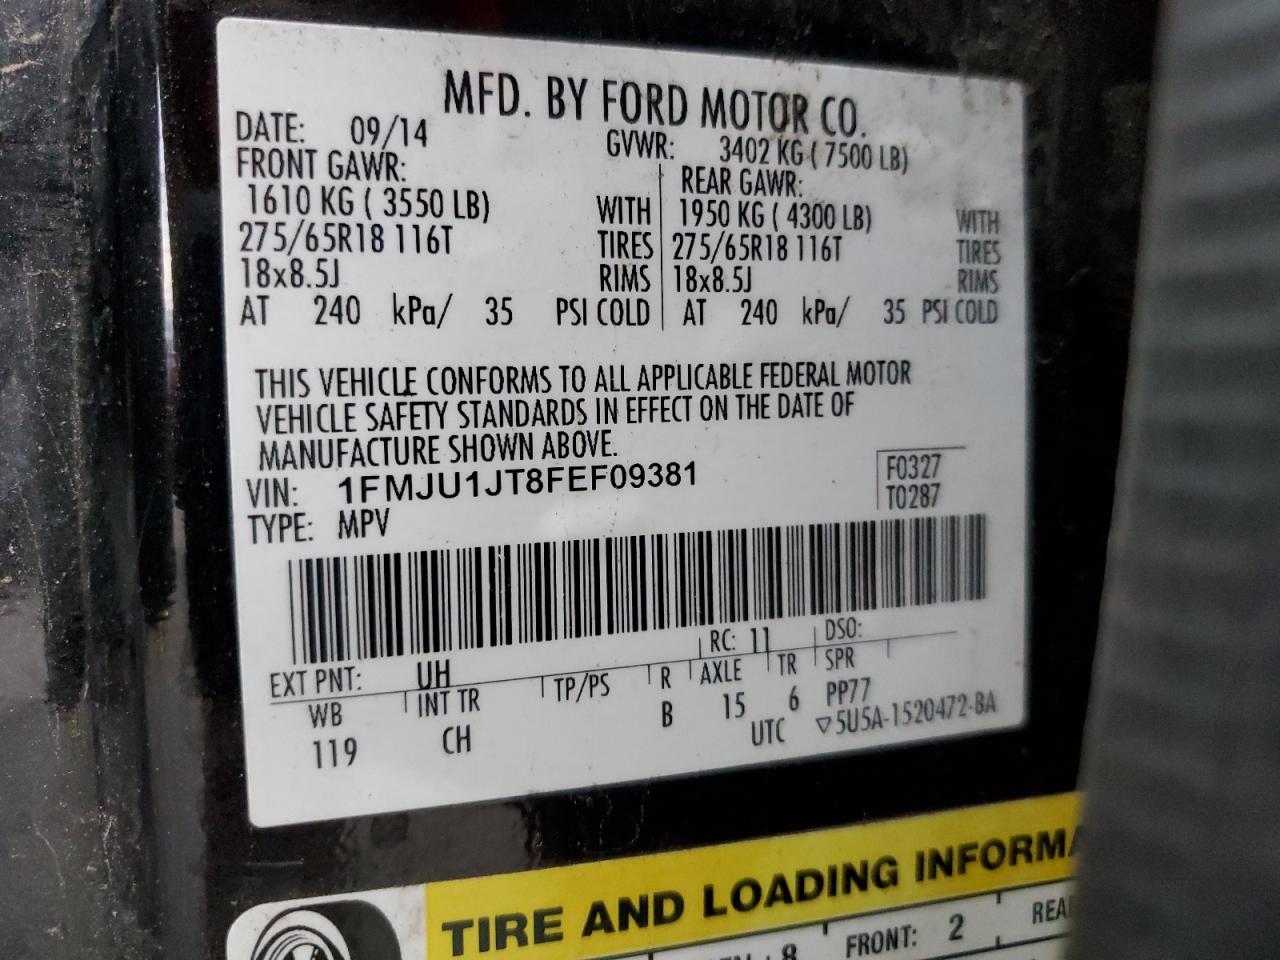 MFD. BY FORD MOTOR CO.
DATE: 09/14 GVWR: 3402 KG ( 7500 LB)
FRONT GAWR: REAR GAWR:
1610 KG ( 3550 LB) WITH 1950 KG ( 4300 LB) WITH
275/65R18 116T TIRES 275/65R18 116T TIRES
18x8.5J RIMS 18x8.5J RIMS
AT 240 kPa/ 35 PSI COLD AT 240 kPa/ 35 PSI COLD
THIS VEHICLE CONFORMS TO ALL APPLICABLE FEDERAL MOTOR
VEHICLE SAFETY STANDARDS IN EFFECT ON THE DATE OF
MANUFACTURE SHOWN ABOVE.
VIN: 1FMJU1JT8FEF09381 F0327
TYPE: MPV T0287
EXT PNT: UH RC: 11 DSO:
WB INT TR TP/PS R AXLE TR SPR
119 CH B 15 6 PP77
UTC ▽5U5A-1520472-BA
TIRE AND LOADING INFORMA
8 FRONT: 2 REA